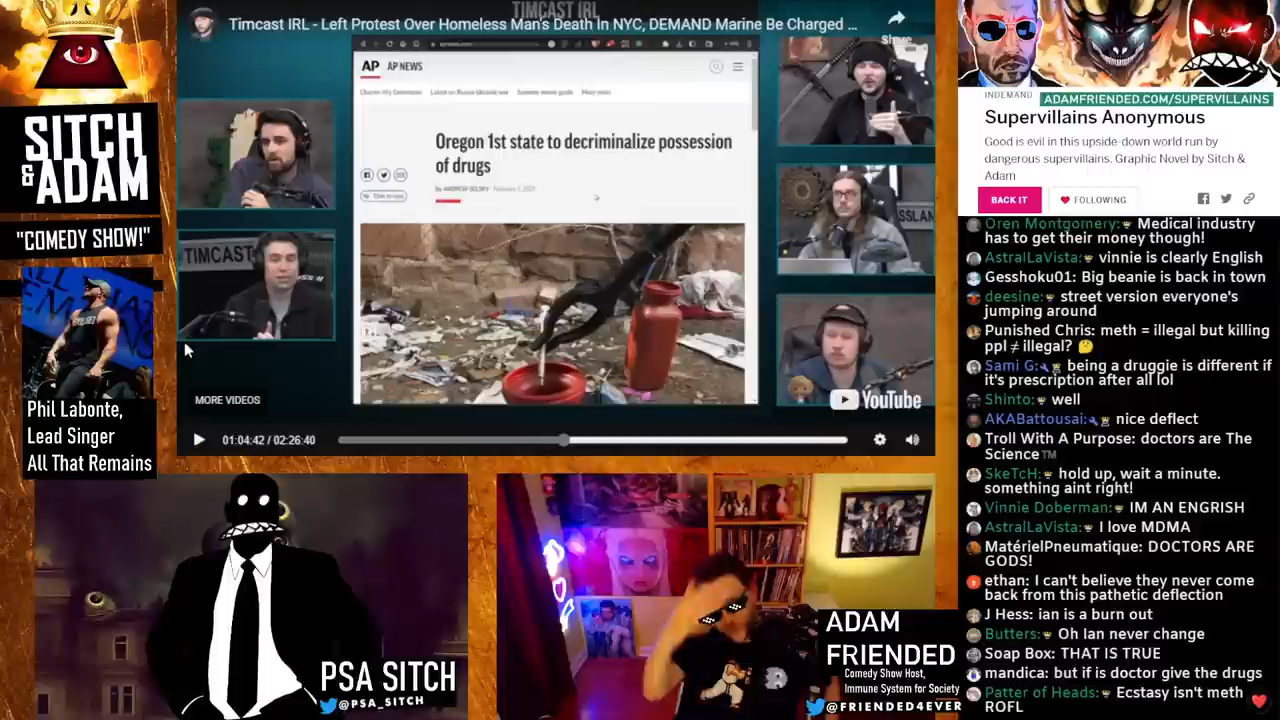 SITCH
& ADAM
"COMEDY SHOW!"
Phil Labonte,
Lead Singer
All That Remains
TIMCAST IRL
Timcast IRL - Left Protest Over Homeless Man's Death In NYC, DEMAND Marine Be Charged ...
Share
AP AP NEWS
Oregon 1st state to decriminalize possession
of drugs
By ANDREW SELSKY
TIMCAST
MORE VIDEOS
YouTube
01:04:42 / 02:26:40
PSA SITCH
@PSA_SITCH
ADAM
FRIENDED
Comedy Show Host,
Immune System for Society
@FRIENDED4EVER
INDEMAND
ADAMFRIENDED.COM/SUPERVILLAINS
Supervillains Anonymous
Good is evil in this upside-down world run by
dangerous supervillains. Graphic Novel by Sitch &
Adam
BACK IT
FOLLOWING
Oren Montgomery: Medical industry
has to get their money though!
AstralLaVista: vinnie is clearly English
Gesshoku01: Big beanie is back in town
deesine: street version everyone's
jumping around
Punished Chris: meth = illegal but killing
ppl ≠ illegal? 🤔
Sami G: being a druggie is different if
it's prescription after all lol
Shinto: well
AKABattousai: nice deflect
Troll With A Purpose: doctors are The
Science™
SkeTcH: hold up, wait a minute.
something aint right!
Vinnie Doberman: IM AN ENGRISH
AstralLaVista: I love MDMA
MatérielPneumatique: DOCTORS ARE
GODS!
ethan: I can't believe they never come
back from this pathetic deflection
J Hess: ian is a burn out
Butters: Oh Ian never change
Soap Box: THAT IS TRUE
mandica: but if is doctor give the drugs
Patter of Heads: Ecstasy isn't meth
ROFL